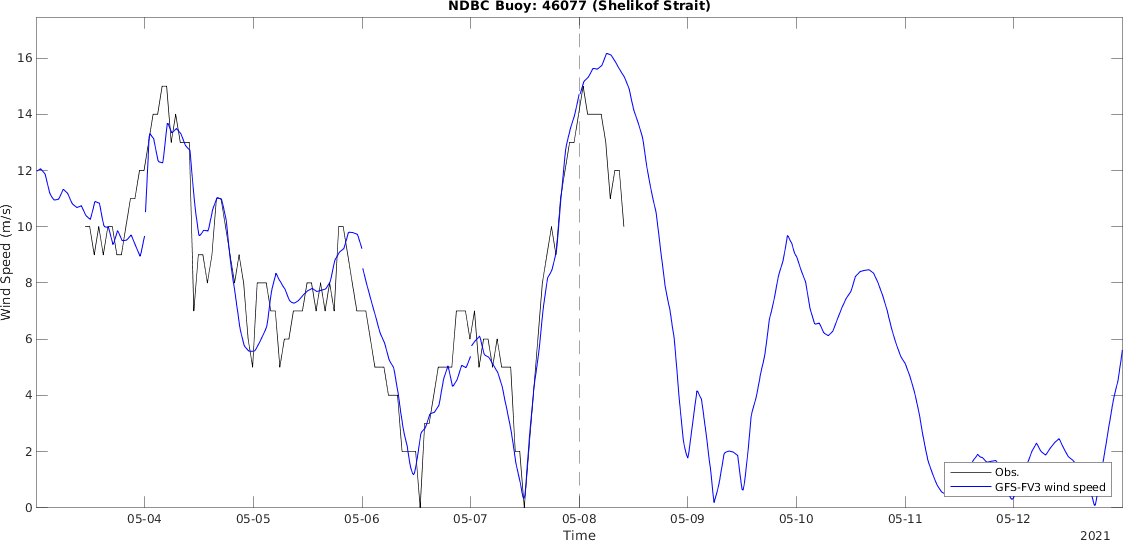 NDBC Buoy: 46077 (Shelikof Strait)
16
14
12
10
8
6
4
2
0
Wind Speed (m/s)
Obs.
GFS-FV3 wind speed
05-04 05-05 05-06 05-07 05-08 05-09 05-10 05-11 05-12
Time
2021